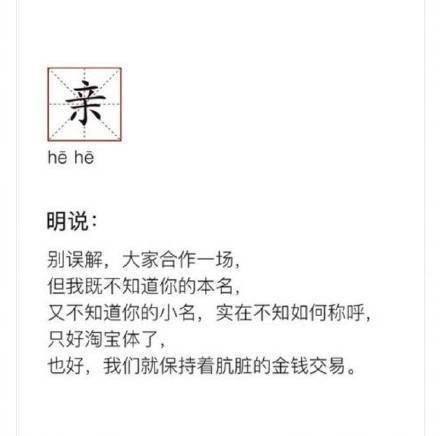 亲
hē hē
明说：
别误解，大家合作一场，
但我既不知道你的本名，
又不知道你的小名，实在不知如何称呼，
只好淘宝体了，
也好，我们就保持着肮脏的金钱交易。